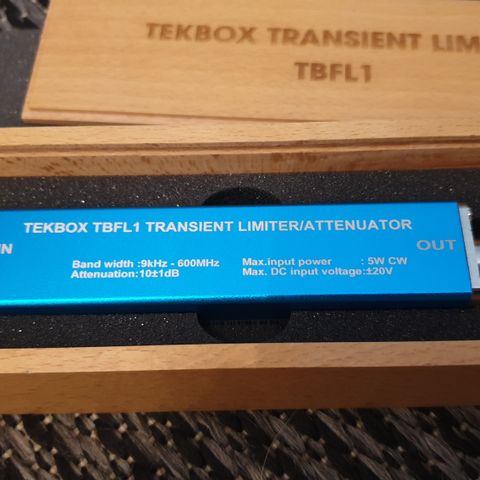 TEKBOX TRANSIENT LIM
TBFL1
TEKBOX TBFL1 TRANSIENT LIMITER/ATTENUATOR
IN
OUT
Band width :9kHz - 600MHz
Attenuation:10±1dB
Max.input power : 5W CW
Max. DC input voltage:±20V